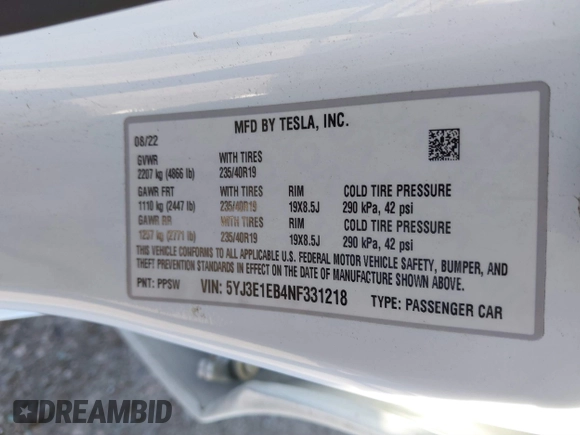 MFD BY TESLA, INC.
08/22
GVWR WITH TIRES
2207 kg (4866 lb) 235/40R19
GAWR FRT WITH TIRES RIM COLD TIRE PRESSURE
1110 kg (2447 lb) 235/40R19 19X8.5J 290 kPa, 42 psi
GAWR RR WITH TIRES RIM COLD TIRE PRESSURE
1257 kg (2771 lb) 235/40R19 19X8.5J 290 kPa, 42 psi
THIS VEHICLE CONFORMS TO ALL APPLICABLE U.S. FEDERAL MOTOR VEHICLE SAFETY, BUMPER, AND
THEFT PREVENTION STANDARDS IN EFFECT ON THE DATE OF MANUFACTURE SHOWN ABOVE.
PNT: PPSW VIN: 5YJ3E1EB4NF331218 TYPE: PASSENGER CAR
DREAMBID